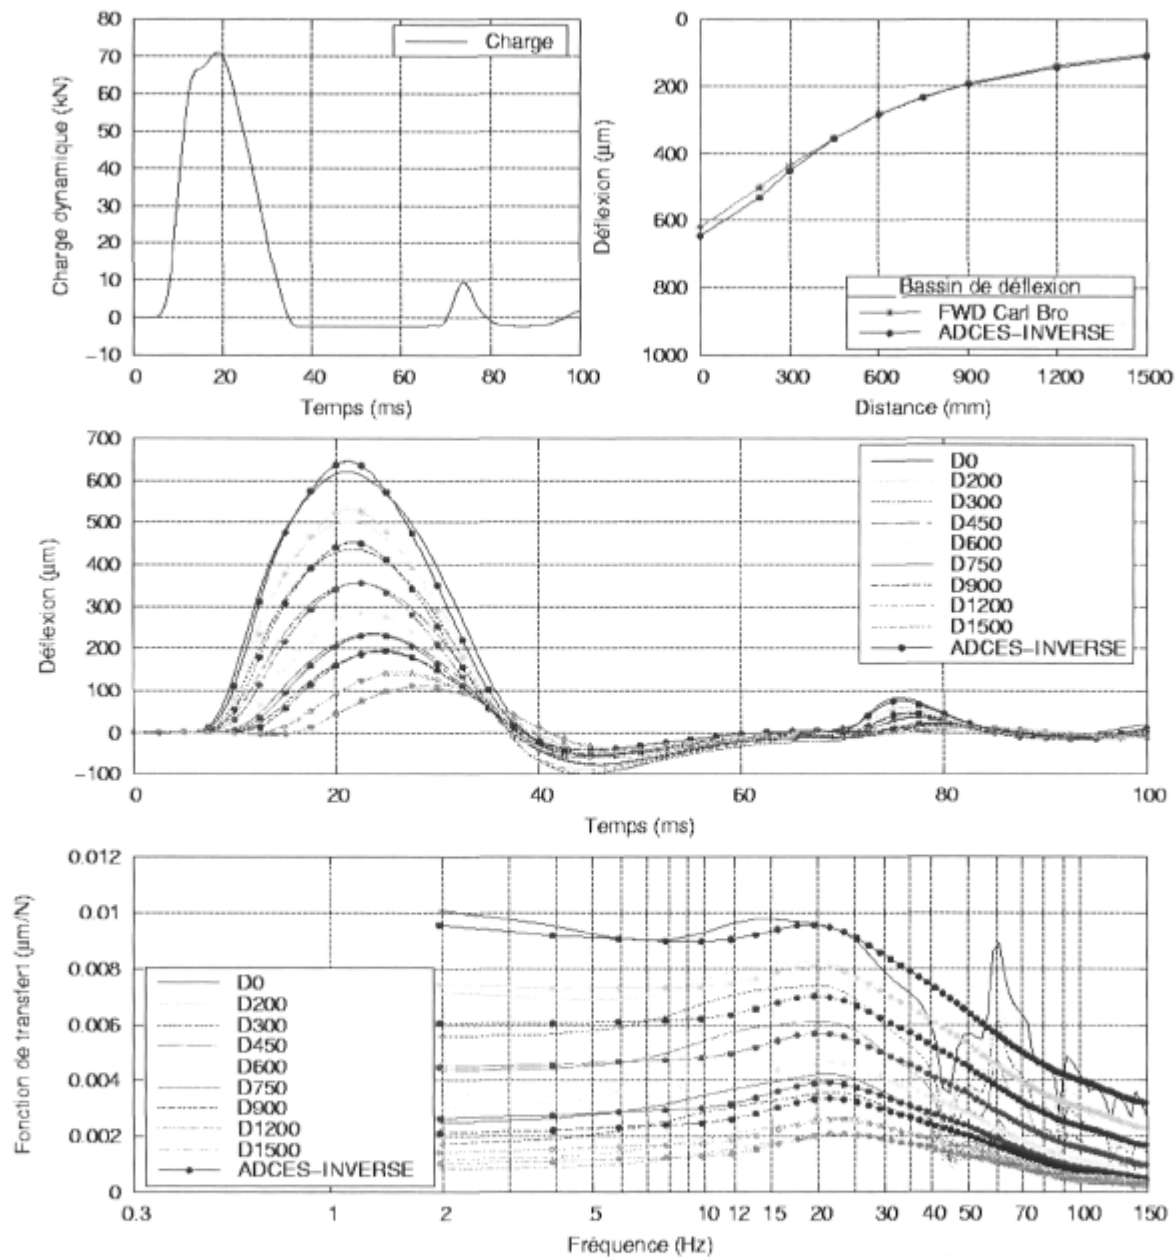 80
70
60
50
40
30
20
10
0
−10
Charge dynamique (kN)
Charge
0 20 40 60 80 100
Temps (ms)
0
200
400
600
800
1000
Déflexion (μm)
Bassin de déflexion
FWD Carl Bro
ADCES−INVERSE
0 300 600 900 1200 1500
Distance (mm)
700
600
500
400
300
200
100
0
−100
Déflexion (μm)
D0
D200
D300
D450
D600
D750
D900
D1200
D1500
ADCES−INVERSE
0 20 40 60 80 100
Temps (ms)
0.012
0.01
0.008
0.006
0.004
0.002
0
Fonction de transfert (μm/N)
D0
D200
D300
D450
D600
D750
D900
D1200
D1500
ADCES−INVERSE
0.3 1 2 5 10 12 15 20 30 40 50 70 100 150
Fréquence (Hz)